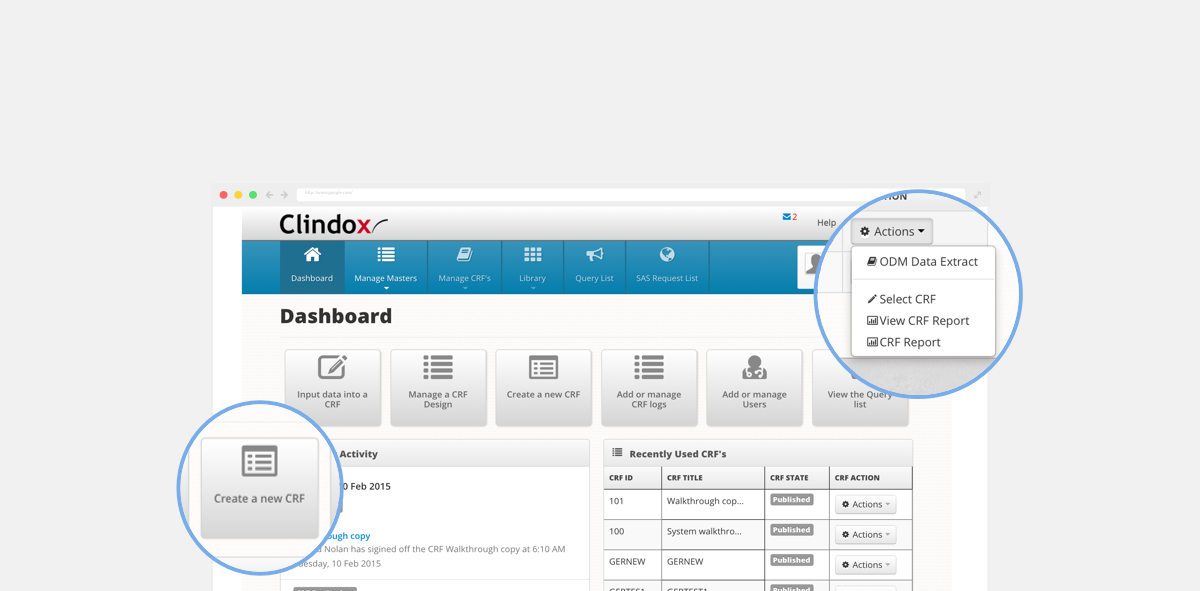 Clindox
2
Help
Dashboard
Manage Masters
Manage CRF's
Library
Query List
SAS Request List
Actions
ODM Data Extract
Select CRF
View CRF Report
CRF Report
Dashboard
Input data into a
CRF
Manage a CRF
Design
Create a new CRF
Add or manage
CRF logs
Add or manage
Users
View the Query
list
Create a new CRF
Activity
10 Feb 2015
ugh copy
Nolan has sigined off the CRF Walkthrough copy at 6:10 AM
esday, 10 Feb 2015
Recently Used CRF's
CRF ID CRF TITLE CRF STATE CRF ACTION
101 Walkthrough cop... Published Actions
100 System walkthro... Published Actions
GERNEW GERNEW Published Actions